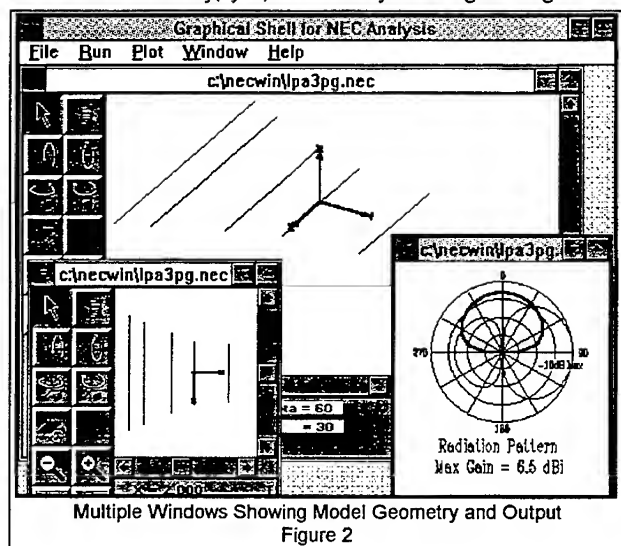 Graphical Shell for NEC Analysis
File Run Plot Window Help
c:\necwin\lpa3pg.nec
c:\necwin\lpa3pg.nec
c:\necwin\lpa3pg.
0
270
90
180
Radiation Pattern
Max Gain = 6.5 dBi
= 60
= 30
Multiple Windows Showing Model Geometry and Output
Figure 2